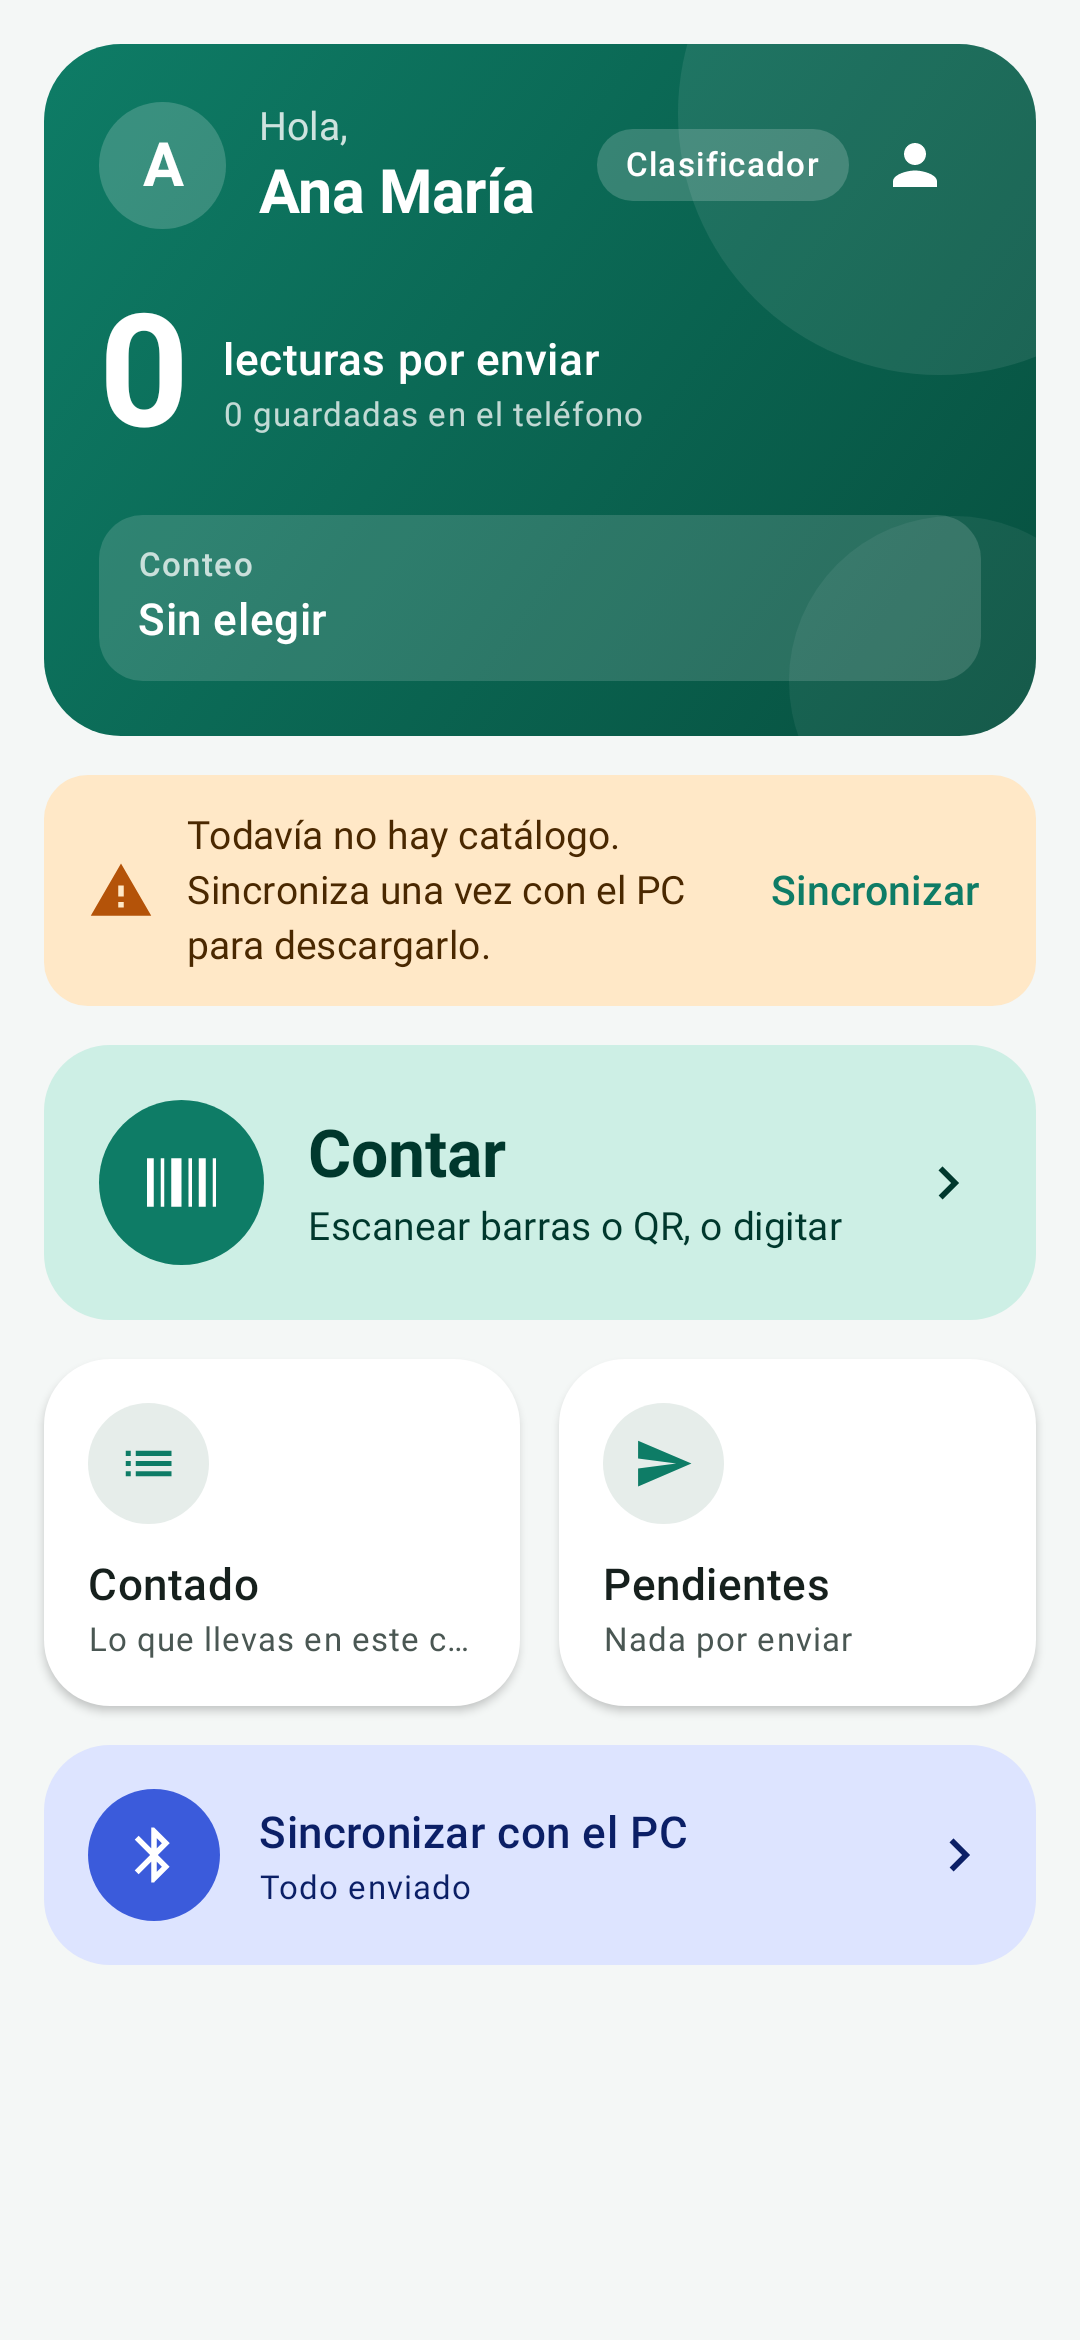 A
Hola,
Ana María
Clasificador
0
lecturas por enviar
0 guardadas en el teléfono
Conteo
Sin elegir
Todavía no hay catálogo.
Sincroniza una vez con el PC
para descargarlo.
Sincronizar
Contar
Escanear barras o QR, o digitar
Contado
Lo que llevas en este c…
Pendientes
Nada por enviar
Sincronizar con el PC
Todo enviado